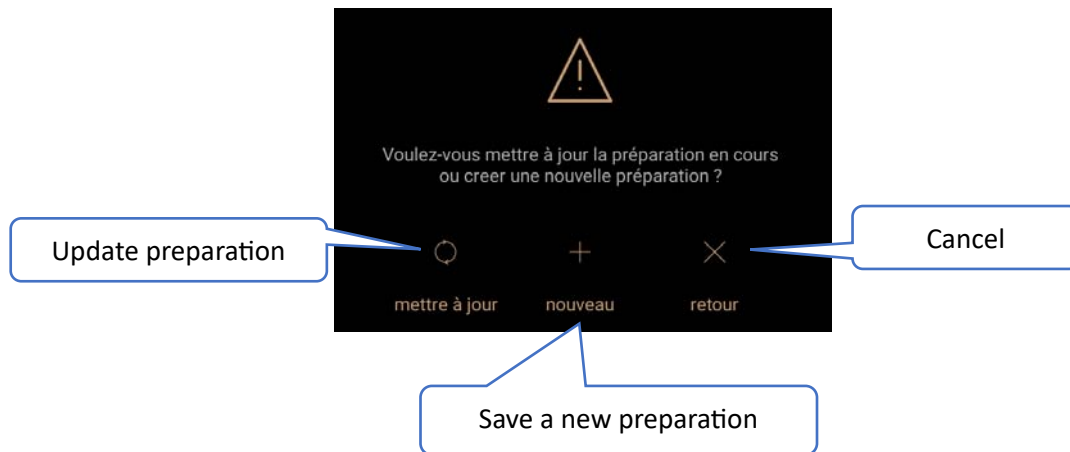 Voulez-vous mettre à jour la préparation en cours
ou creer une nouvelle préparation ?
Update preparation
Cancel
mettre à jour
nouveau
retour
Save a new preparation